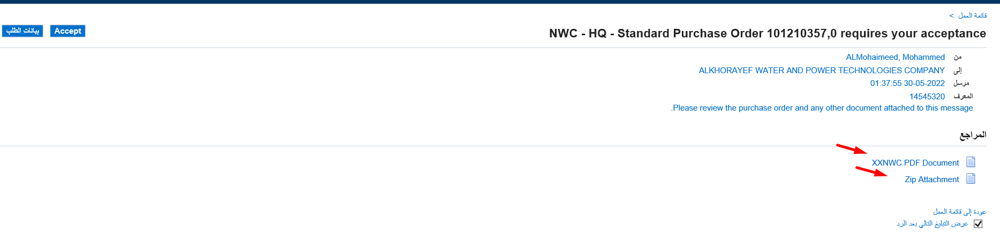 قائمة العمل >
NWC - HQ - Standard Purchase Order 101210357,0 requires your acceptance
Accept بيانات الطلب
من ALMohaimeed, Mohammed
إلى ALKHORAYEF WATER AND POWER TECHNOLOGIES COMPANY
مرسل 01:37:55 30-05-2022
المعرف 14545320
.Please review the purchase order and any other document attached to this message
المراجع
XXNWC PDF Document
Zip Attachment
عودة إلى قائمة العمل
عرض التبليغ التالي بعد الرد